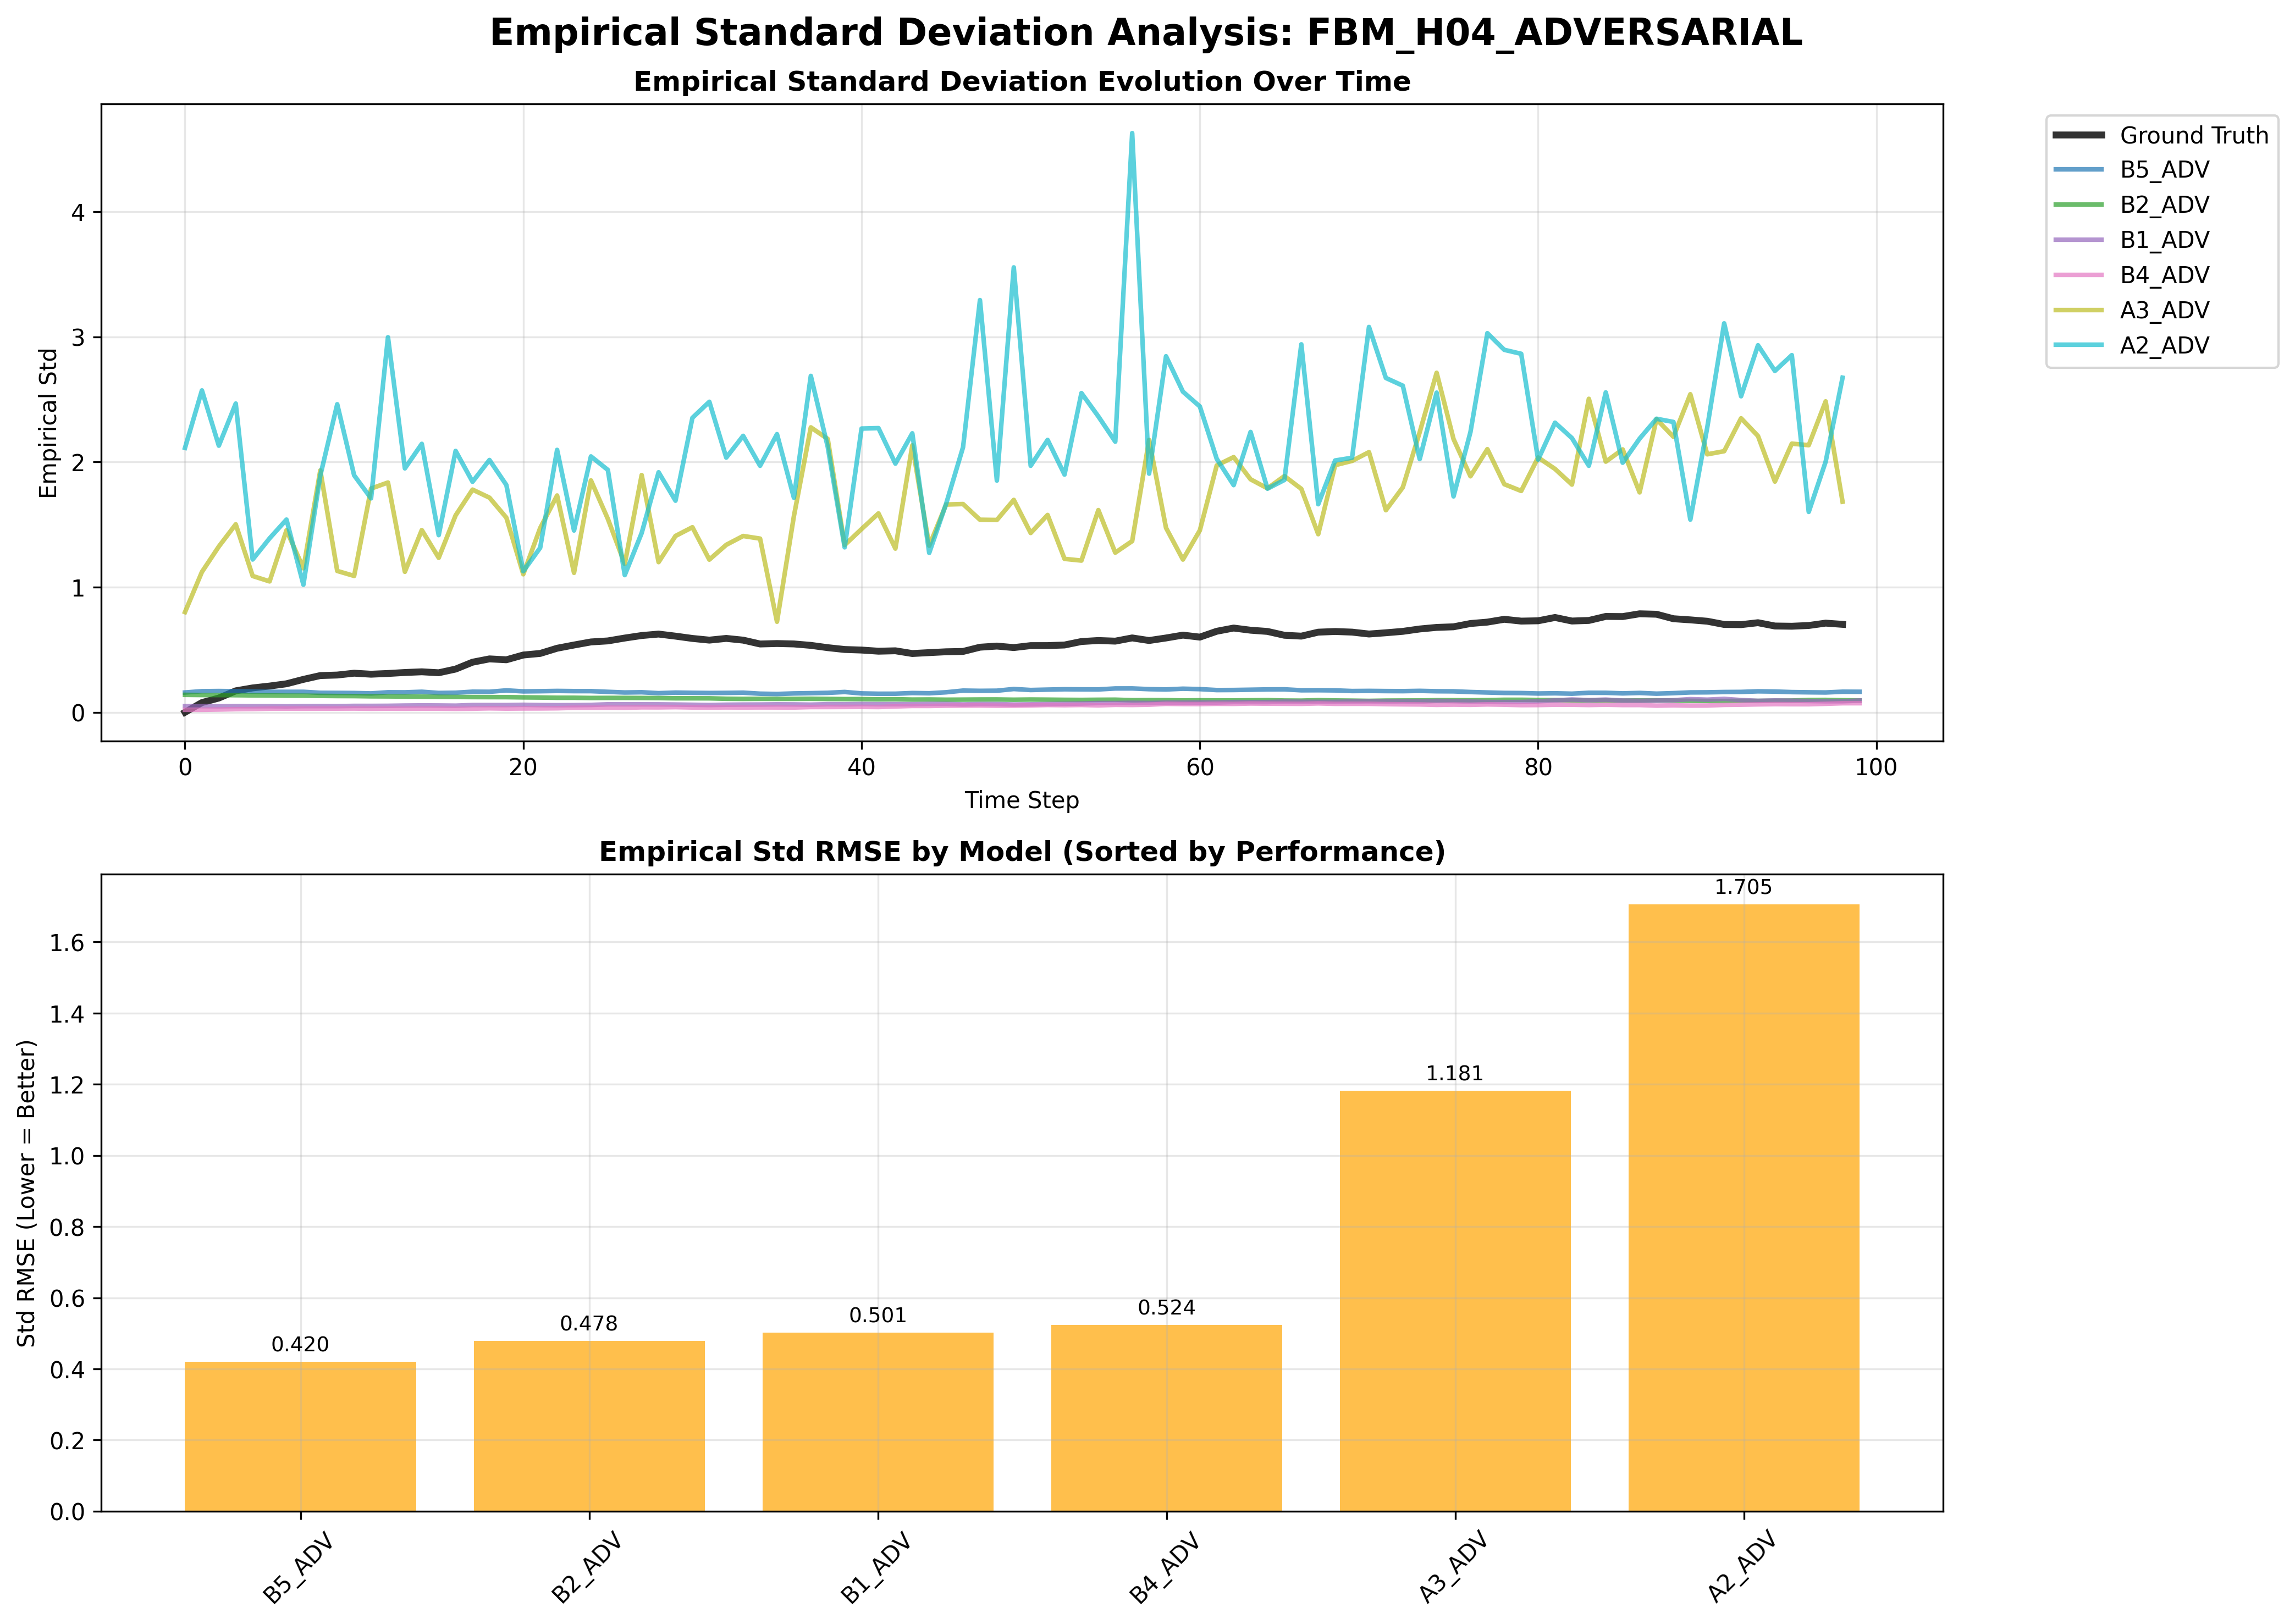 Empirical Standard Deviation Analysis: FBM_H04_ADVERSARIAL
Empirical Standard Deviation Evolution Over Time
Empirical Std
4
3
2
1
0
0 20 40 60 80 100
Time Step
Ground Truth
B5_ADV
B2_ADV
B1_ADV
B4_ADV
A3_ADV
A2_ADV
Empirical Std RMSE by Model (Sorted by Performance)
Std RMSE (Lower = Better)
1.6
1.4
1.2
1.0
0.8
0.6
0.4
0.2
0.0
0.420
0.478
0.501
0.524
1.181
1.705
B5_ADV
B2_ADV
B1_ADV
B4_ADV
A3_ADV
A2_ADV